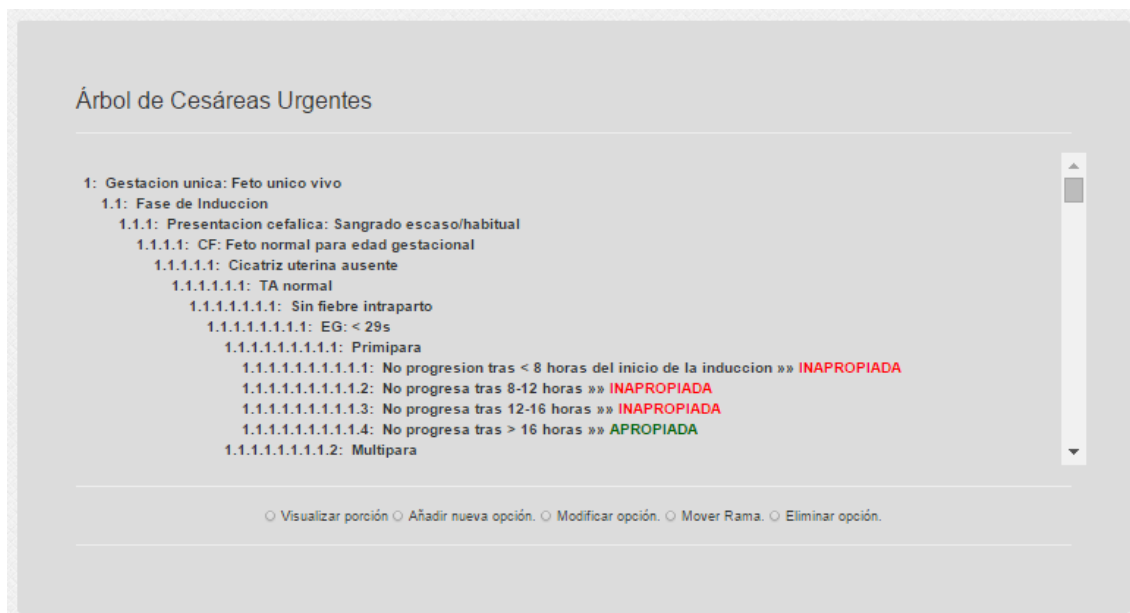 Árbol de Cesáreas Urgentes
1: Gestacion unica: Feto unico vivo
1.1: Fase de Induccion
1.1.1: Presentacion cefalica: Sangrado escaso/habitual
1.1.1.1: CF: Feto normal para edad gestacional
1.1.1.1.1: Cicatriz uterina ausente
1.1.1.1.1.1: TA normal
1.1.1.1.1.1.1: Sin fiebre intraparto
1.1.1.1.1.1.1.1: EG: < 29s
1.1.1.1.1.1.1.1.1: Primipara
1.1.1.1.1.1.1.1.1.1: No progresion tras < 8 horas del inicio de la induccion »» INAPROPIADA
1.1.1.1.1.1.1.1.1.2: No progresa tras 8-12 horas »» INAPROPIADA
1.1.1.1.1.1.1.1.1.3: No progresa tras 12-16 horas »» INAPROPIADA
1.1.1.1.1.1.1.1.1.4: No progresa tras > 16 horas »» APROPIADA
1.1.1.1.1.1.1.1.2: Multipara
Visualizar porción Añadir nueva opción. Modificar opción. Mover Rama. Eliminar opción.